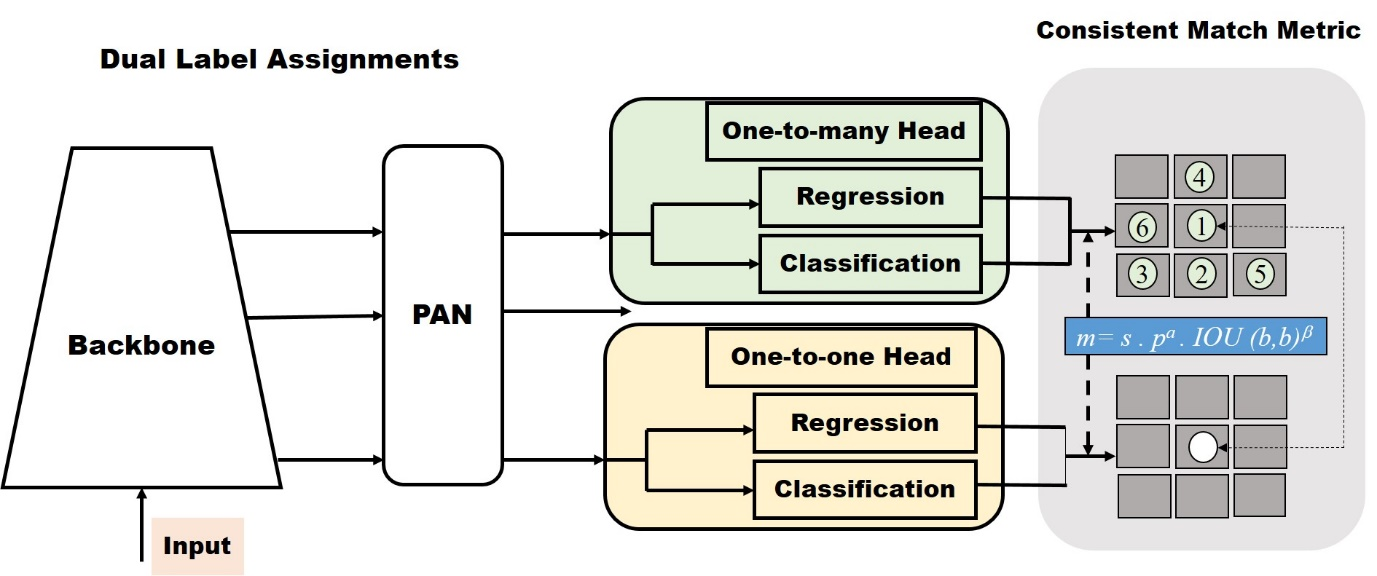 Consistent Match Metric
Dual Label Assignments
Backbone
Input
PAN
One-to-many Head
Regression
Classification
One-to-one Head
Regression
Classification
4
6 1
3 2 5
m= s . pᵃ . IOU (b,b)ᵝ